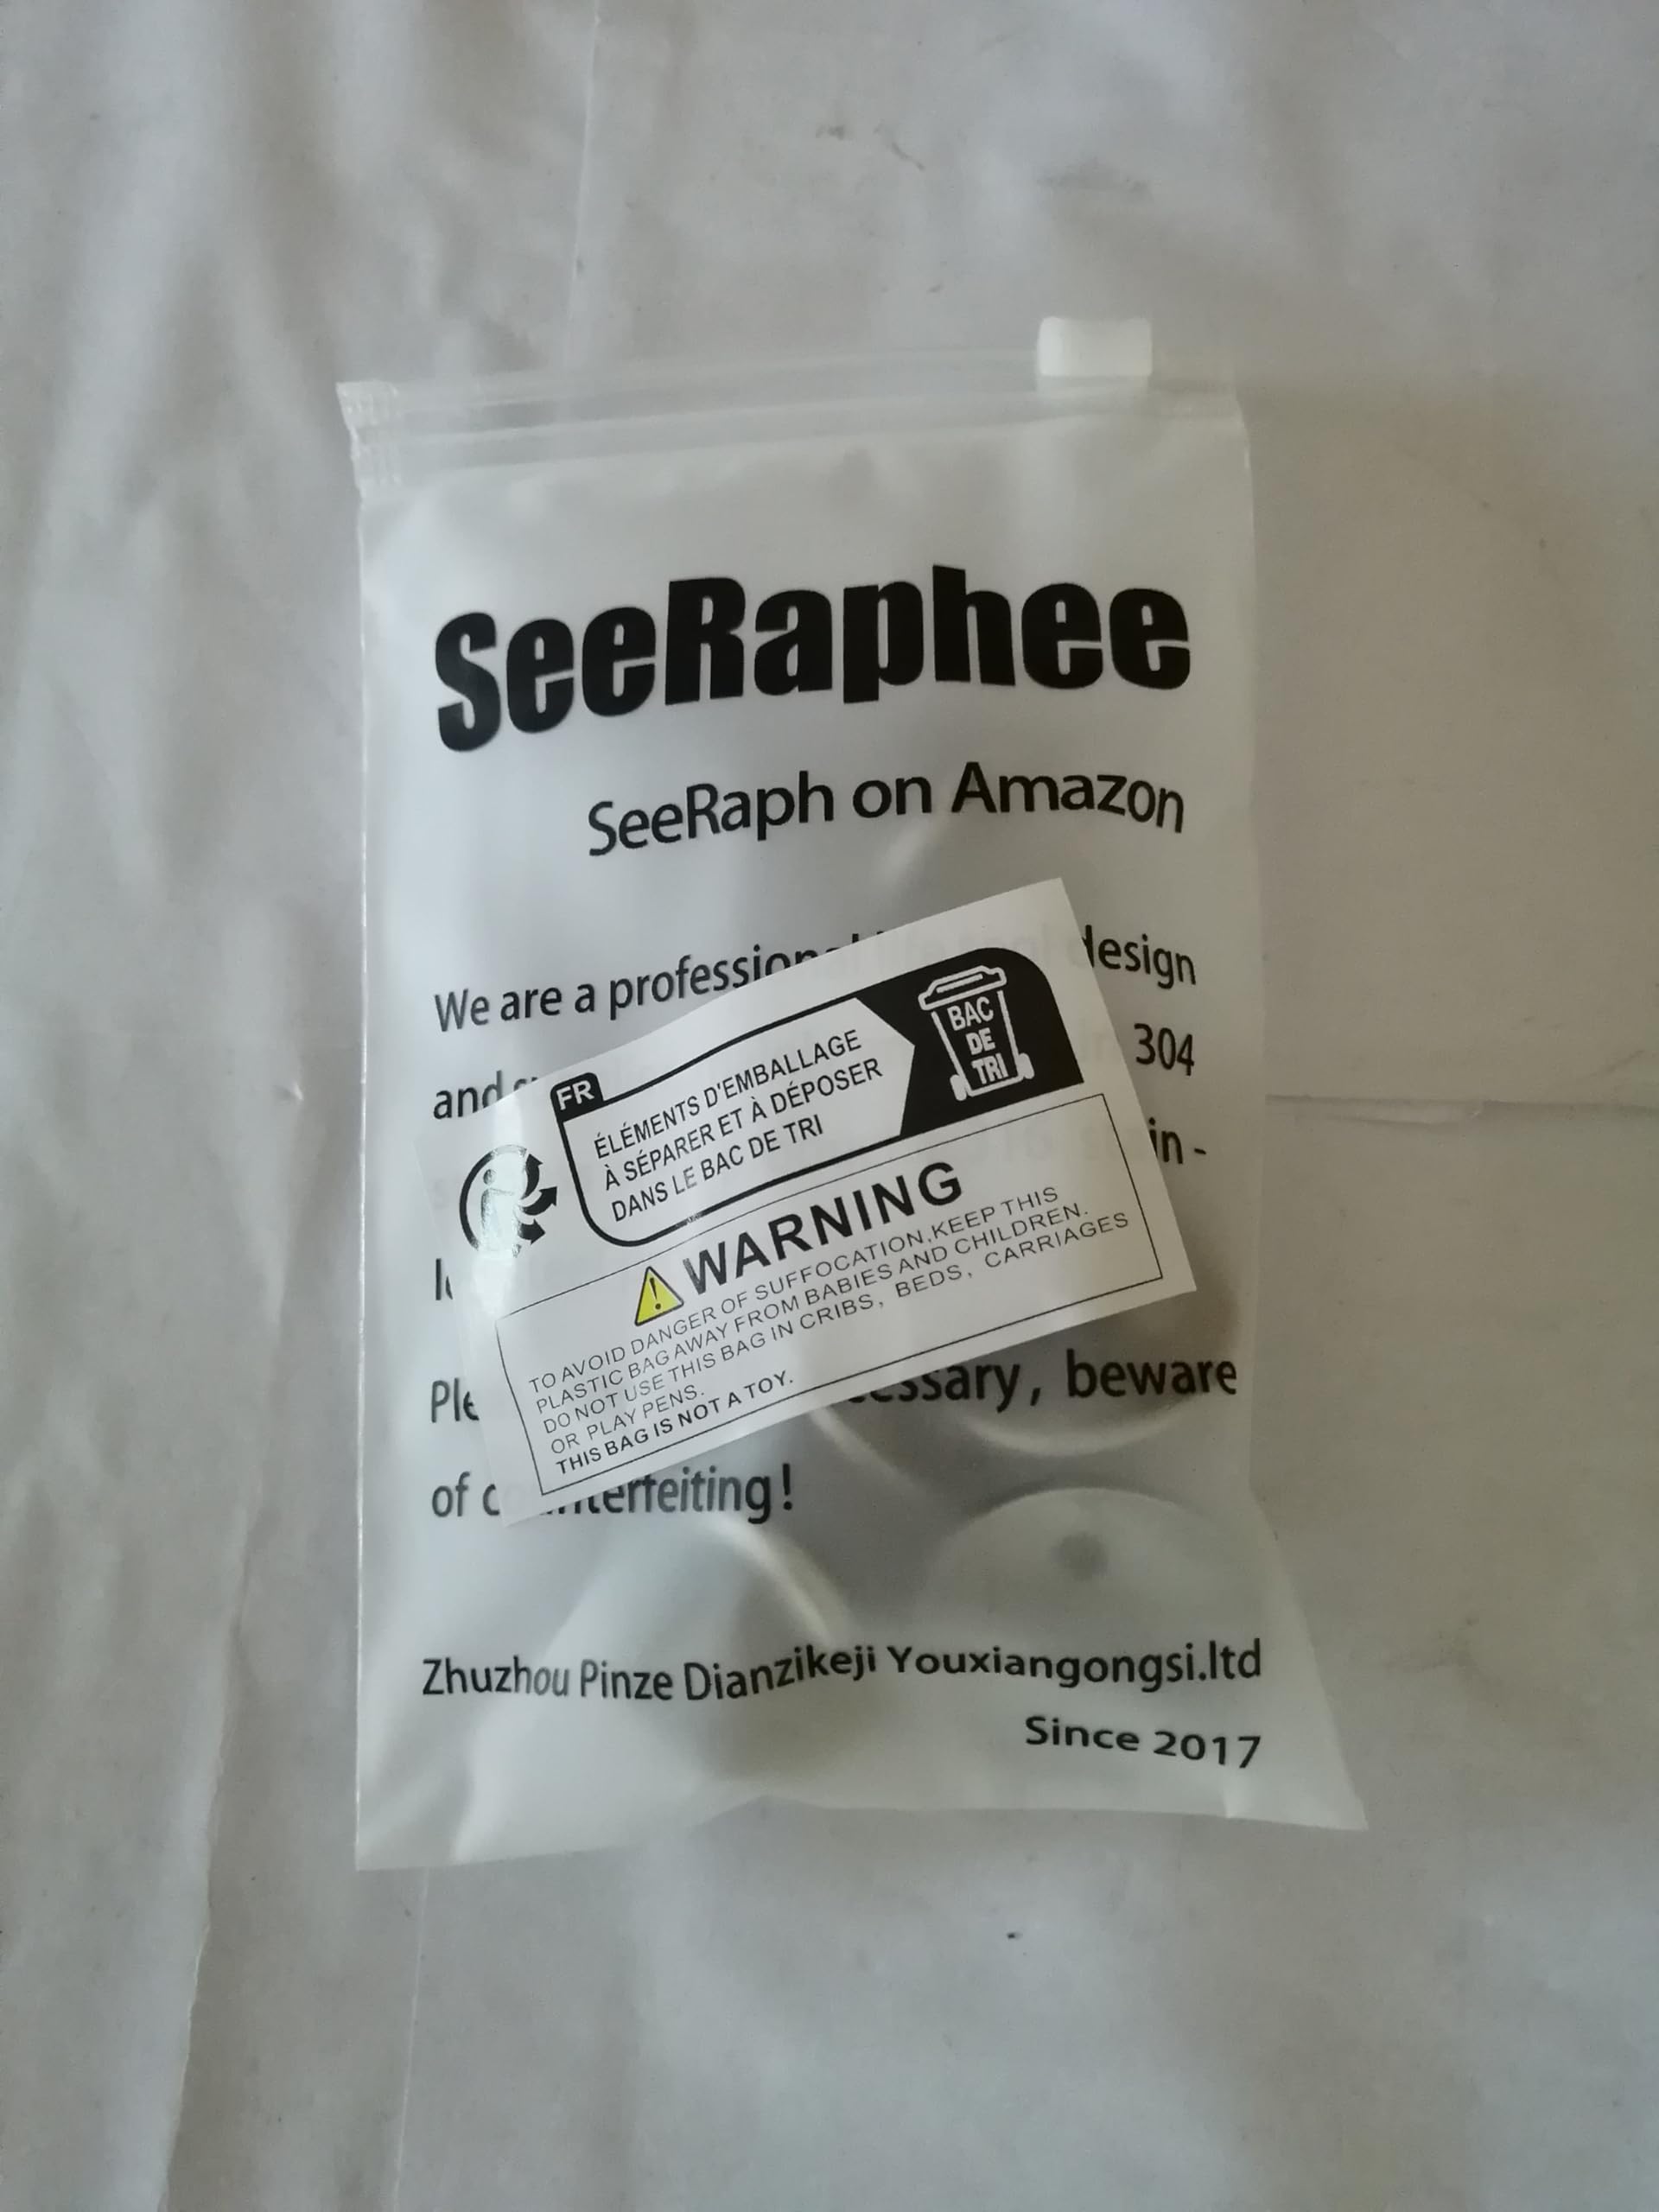 SeeRaphee
SeeRaph on Amazon
We are a professional design
and 304
in-
beware
of
Zhuzhou Pinze Dianzikeji Youxiangongsi.ltd
Since 2017
FR
ÉLÉMENTS D'EMBALLAGE
À SÉPARER ET À DÉPOSER
DANS LE BAC DE TRI
BAC
DE
TRI
WARNING
TO AVOID DANGER OF SUFFOCATION,KEEP THIS
PLASTIC BAG AWAY FROM BABIES AND CHILDREN.
DO NOT USE THIS BAG IN CRIBS, BEDS, CARRIAGES
OR PLAY PENS.
THIS BAG IS NOT A TOY.